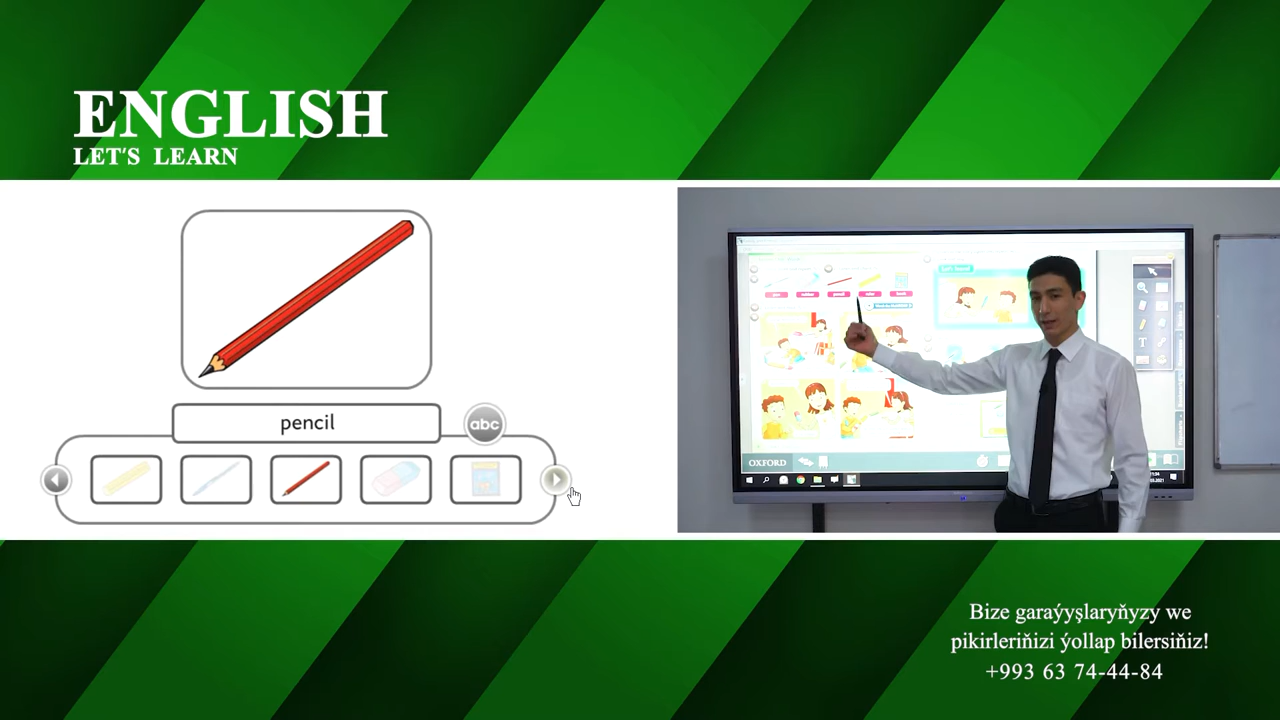 ENGLISH
LET'S LEARN
pencil
abc
OXFORD
T
Bize garaýyşlaryňyzy we
pikirleriňizi ýollap bilersiňiz!
+993 63 74-44-84